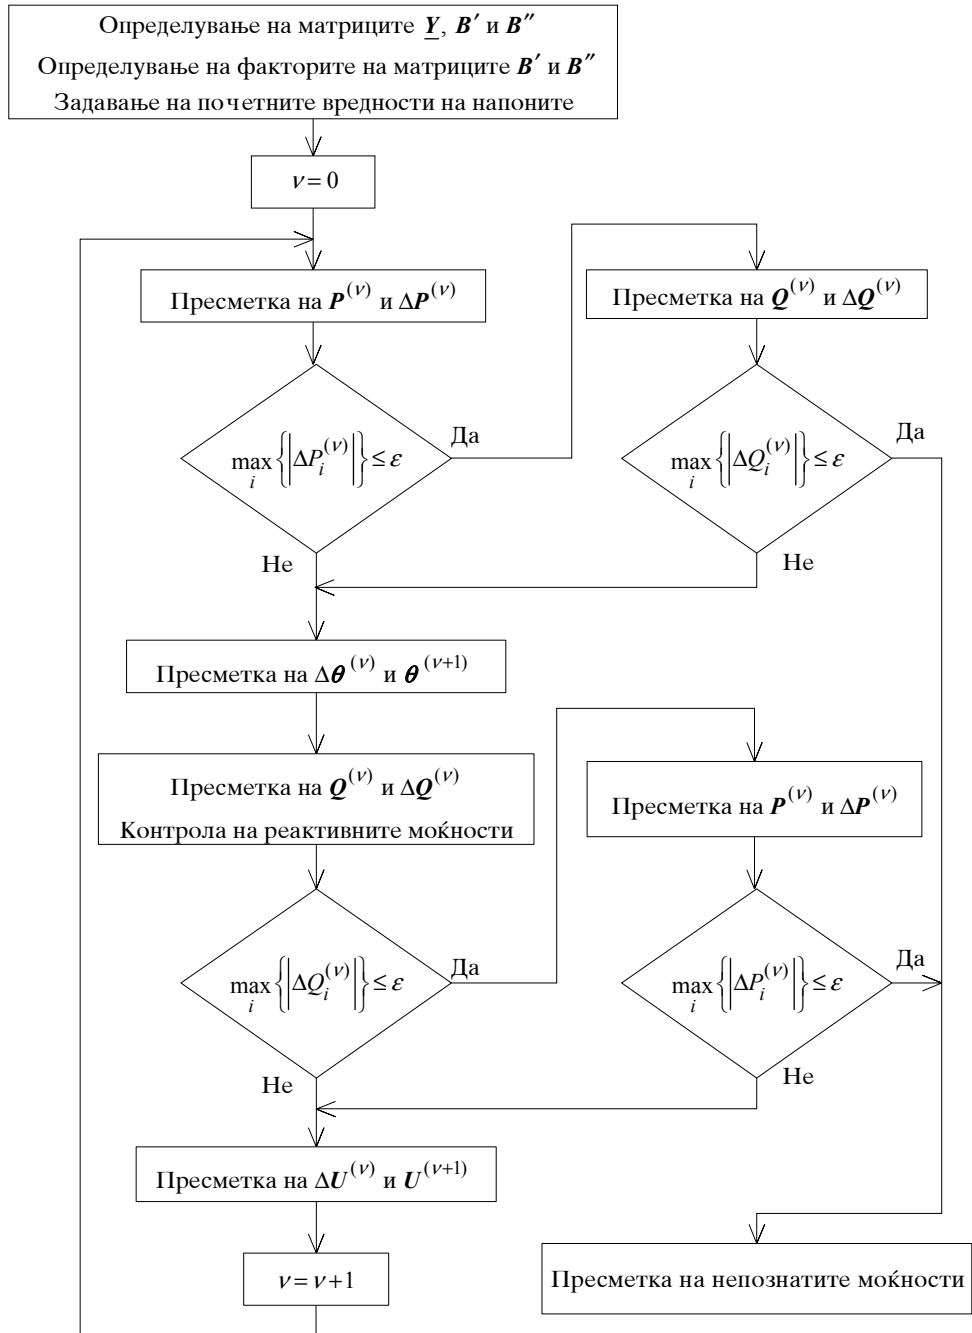 Определување на матриците Y, B′ и B″
Определување на факторите на матриците B′ и B″
Задавање на почетните вредности на напоните
ν = 0
Пресметка на P^(ν) и ΔP^(ν)
Пресметка на Q^(ν) и ΔQ^(ν)
max_i {|ΔP_i^(ν)|} ≤ ε
Да
Не
max_i {|ΔQ_i^(ν)|} ≤ ε
Да
Не
Пресметка на Δθ^(ν) и θ^(ν+1)
Пресметка на Q^(ν) и ΔQ^(ν)
Контрола на реактивните моќности
Пресметка на P^(ν) и ΔP^(ν)
max_i {|ΔQ_i^(ν)|} ≤ ε
Да
Не
max_i {|ΔP_i^(ν)|} ≤ ε
Да
Не
Пресметка на ΔU^(ν) и U^(ν+1)
ν = ν+1
Пресметка на непознатите моќности